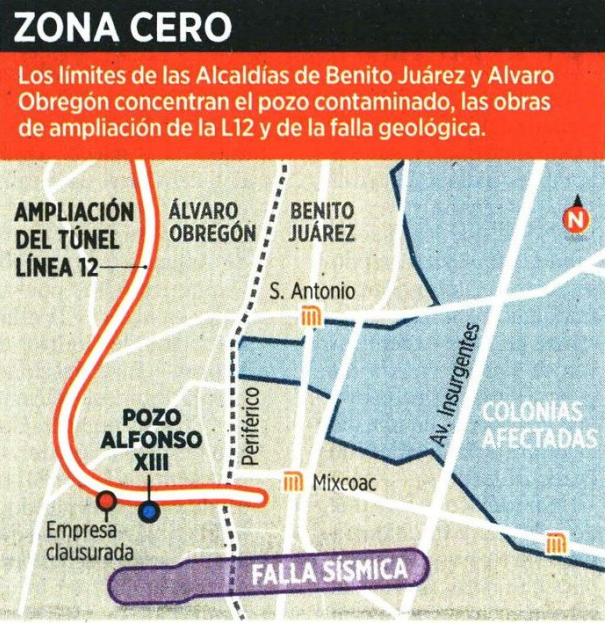 ZONA CERO
Los límites de las Alcaldías de Benito Juárez y Alvaro
Obregón concentran el pozo contaminado, las obras
de ampliación de la L12 y de la falla geológica.
AMPLIACIÓN
DEL TÚNEL
LÍNEA 12
ÁLVARO
OBREGÓN
BENITO
JUÁREZ
N
S. Antonio
Av. Insurgentes
COLONIAS
AFECTADAS
Periférico
POZO
ALFONSO
XIII
Mixcoac
Empresa
clausurada
FALLA SÍSMICA